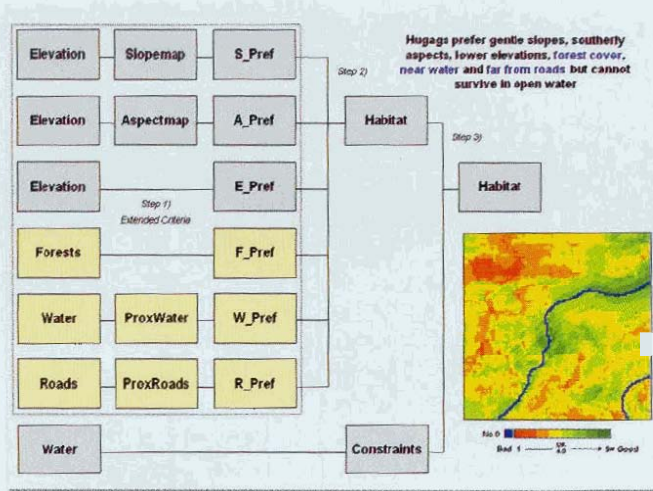 Hugags prefer gentle slopes, southerly
aspects, lower elevations, forest cover,
near water and far from roads but cannot
survive in open water
Elevation Slopemap S_Pref
Step 2)
Elevation Aspectmap A_Pref Habitat
Step 3)
Elevation E_Pref Habitat
Step 1)
Extended Criteria
Forests F_Pref
Water ProxWater W_Pref
Roads ProxRoads R_Pref
Water Constraints
No 0
Bad 1 5= Good